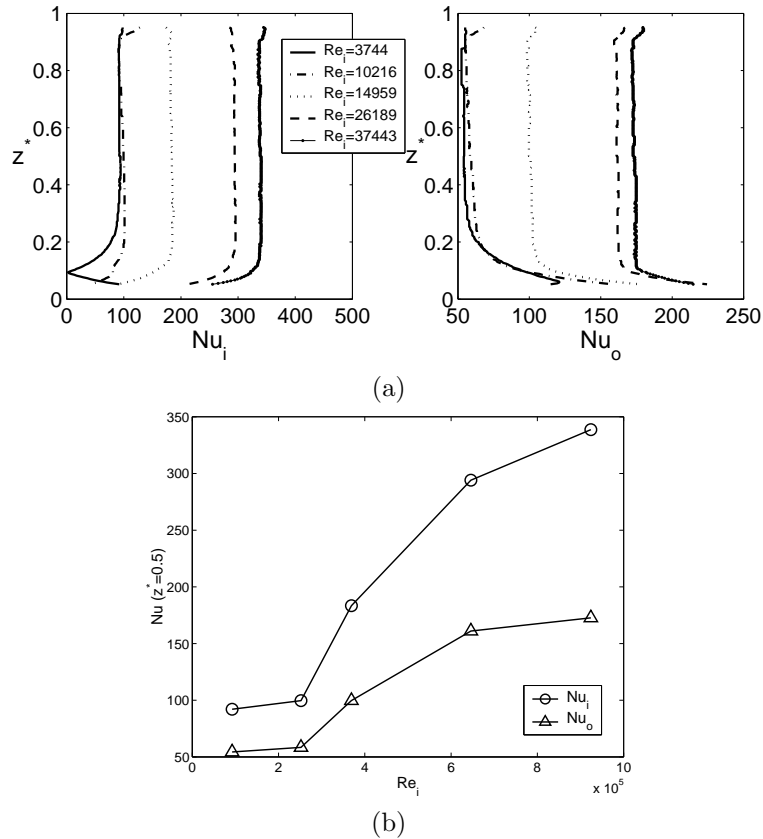 1
0.8
0.6
0.4
0.2
0
z*
0 100 200 300 400 500
Nu_i
Re_i=3744
Re_i=10216
Re_i=14959
Re_i=26189
Re_i=37443
1
0.8
0.6
0.4
0.2
0
z*
50 100 150 200 250
Nu_o
(a)
350
300
250
200
150
100
50
Nu (z*=0.5)
0 2 4 6 8 10
Re_i
x 10^5
Nu_i
Nu_o
(b)